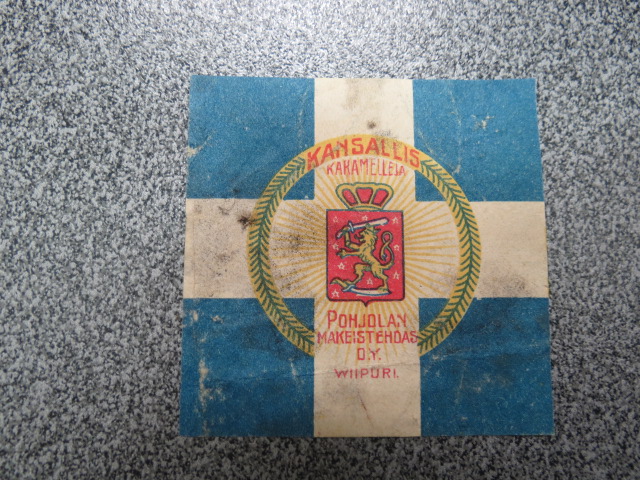 KANSALLIS
KARAMELLEJA
POHJOLAN
MAKEISTEHDAS
O.Y.
WIIPURI.